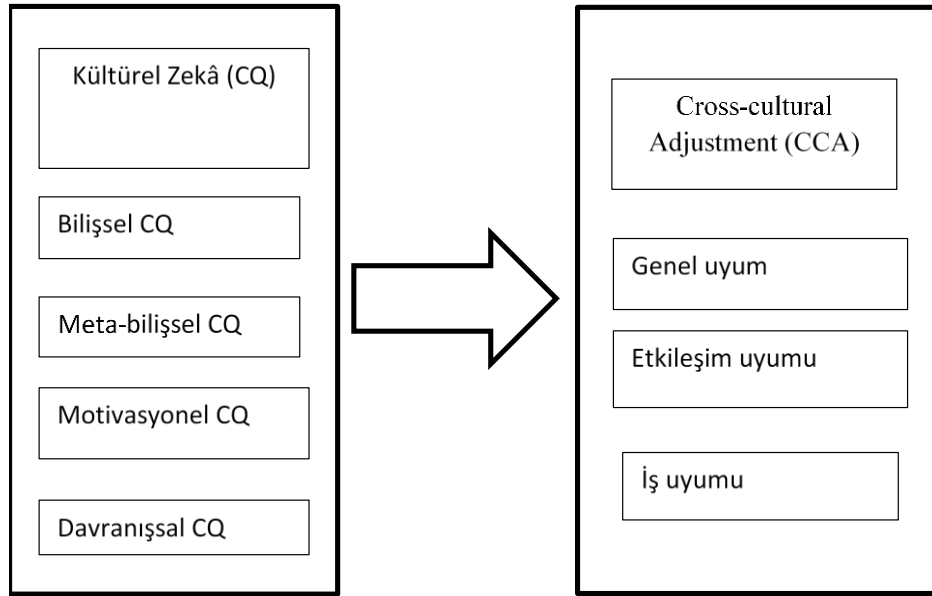 Kültürel Zekâ (CQ)
Bilişsel CQ
Meta-bilişsel CQ
Motivasyonel CQ
Davranışsal CQ
Cross-cultural
Adjustment (CCA)
Genel uyum
Etkileşim uyumu
İş uyumu